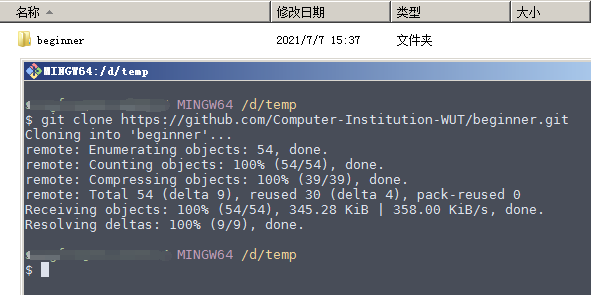 名称 修改日期 类型 大小
beginner 2021/7/7 15:37 文件夹
MINGW64:/d/temp
MINGW64 /d/temp
$ git clone https://github.com/Computer-Institution-WUT/beginner.git
Cloning into 'beginner'...
remote: Enumerating objects: 54, done.
remote: Counting objects: 100% (54/54), done.
remote: Compressing objects: 100% (39/39), done.
remote: Total 54 (delta 9), reused 30 (delta 4), pack-reused 0
Receiving objects: 100% (54/54), 345.28 KiB | 358.00 KiB/s, done.
Resolving deltas: 100% (9/9), done.
MINGW64 /d/temp
$